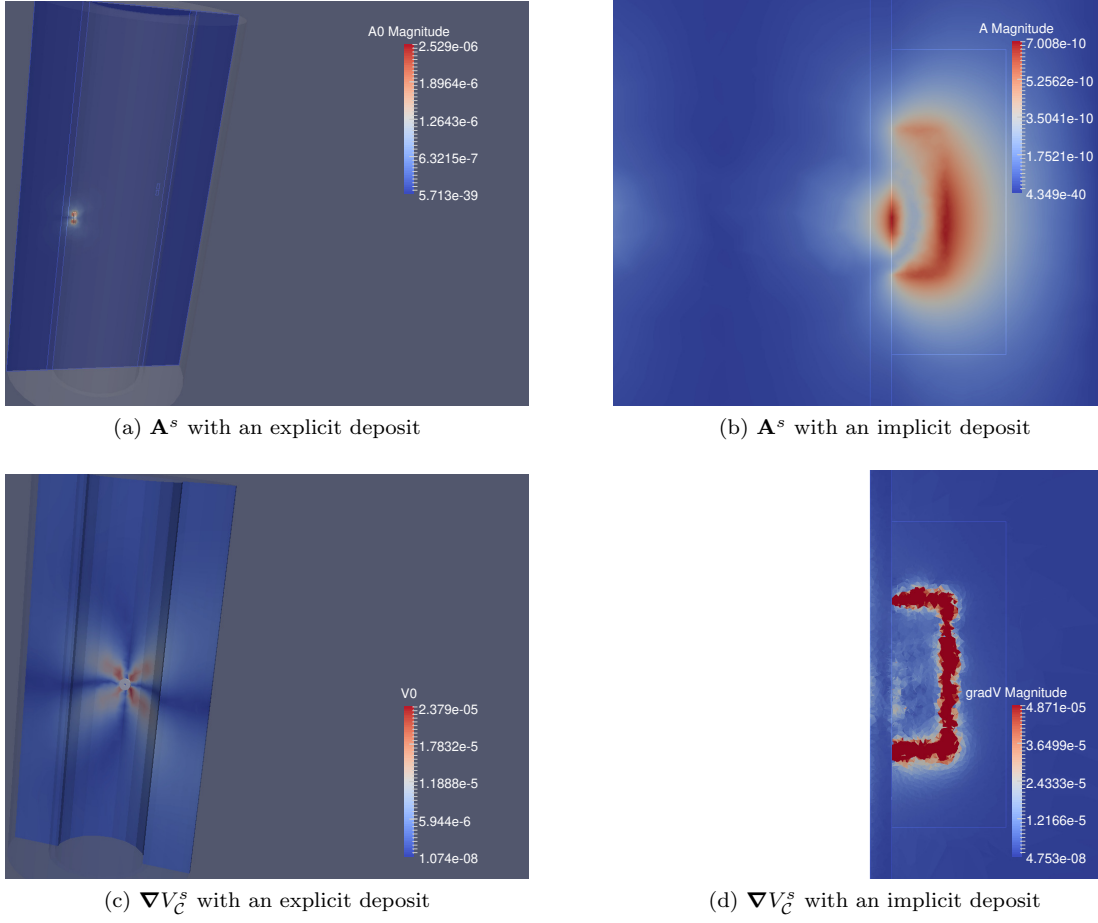 A0 Magnitude
2.529e-06
1.8964e-6
1.2643e-6
6.3215e-7
5.713e-39
(a) 𝐀ˢ with an explicit deposit
A Magnitude
7.008e-10
5.2562e-10
3.5041e-10
1.7521e-10
4.349e-40
(b) 𝐀ˢ with an implicit deposit
V0
2.379e-05
1.7832e-5
1.1888e-5
5.944e-6
1.074e-08
(c) ∇V_𝒞^s with an explicit deposit
gradV Magnitude
4.871e-05
3.6499e-5
2.4333e-5
1.2166e-5
4.753e-08
(d) ∇V_𝒞^s with an implicit deposit